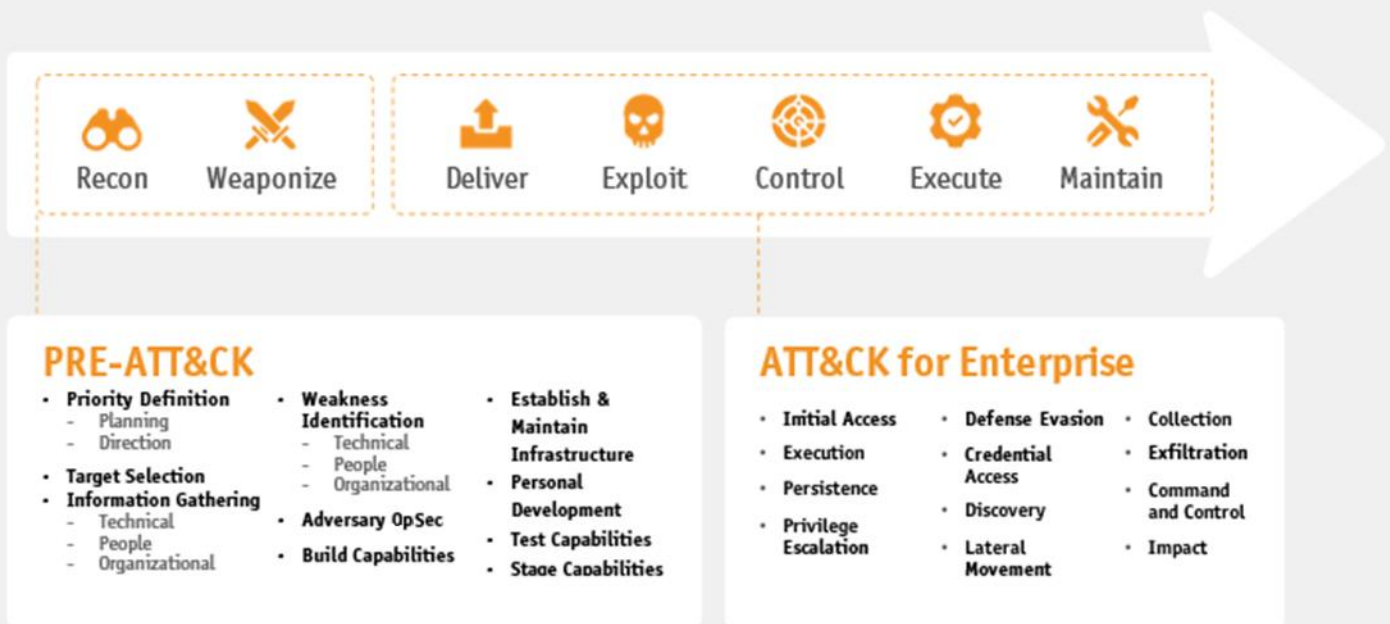 Recon
Weaponize
Deliver
Exploit
Control
Execute
Maintain
PRE-ATT&CK
• Priority Definition
- Planning
- Direction
• Target Selection
• Information Gathering
- Technical
- People
- Organizational
• Weakness
Identification
- Technical
- People
- Organizational
• Adversary OpSec
• Build Capabilities
• Establish &
Maintain
Infrastructure
• Personal
Development
• Test Capabilities
• Stage Capabilities
ATT&CK for Enterprise
• Initial Access
• Execution
• Persistence
• Privilege
Escalation
• Defense Evasion
• Credential
Access
• Discovery
• Lateral
Movement
• Collection
• Exfiltration
• Command
and Control
• Impact